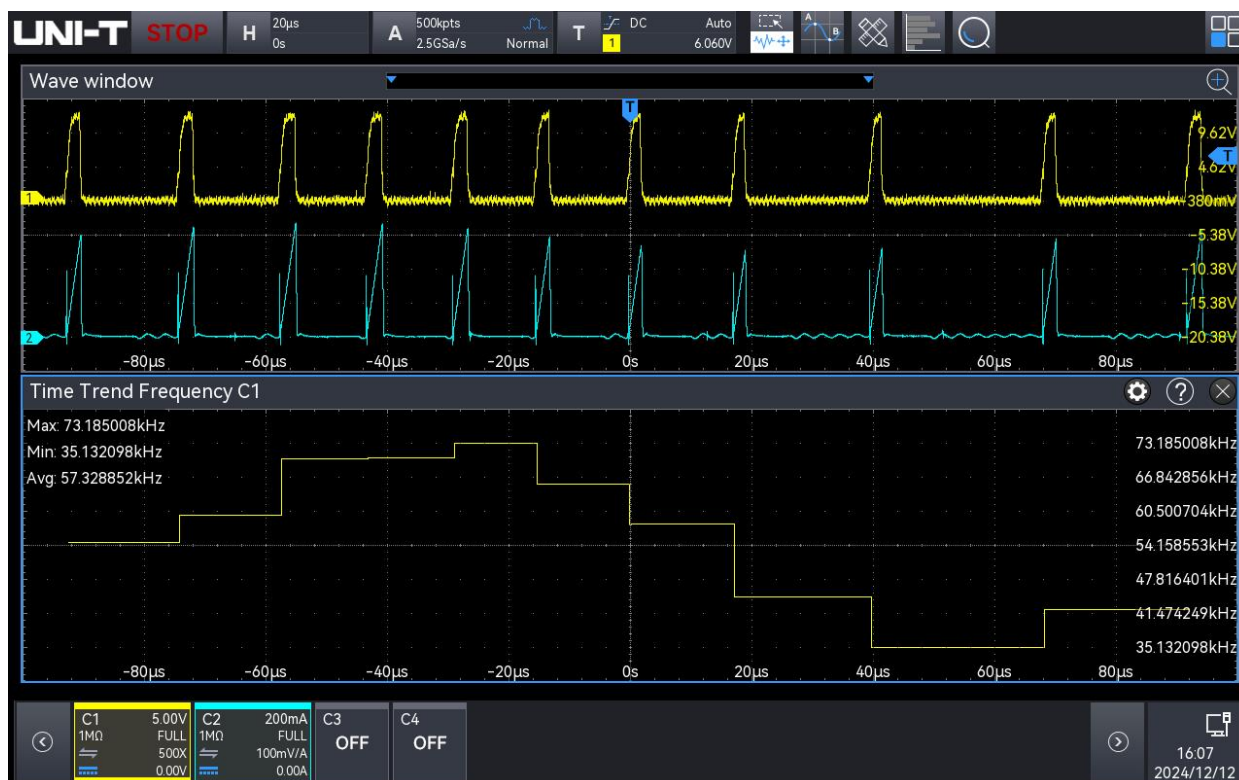 UNI-T STOP H 20µs 0s A 500kpts 2.5GSa/s Normal T 1 DC Auto 6.060V A B
Wave window
T
9.62V
T
4.62V
1
-380mV
-5.38V
-10.38V
-15.38V
2
-20.38V
-80µs -60µs -40µs -20µs 0s 20µs 40µs 60µs 80µs
Time Trend Frequency C1
?
Max: 73.185008kHz
73.185008kHz
Min: 35.132098kHz
66.842856kHz
Avg: 57.328852kHz
60.500704kHz
54.158553kHz
47.816401kHz
41.474249kHz
35.132098kHz
-80µs -60µs -40µs -20µs 0s 20µs 40µs 60µs 80µs
C1 5.00V C2 200mA C3 C4
1MΩ FULL 1MΩ FULL OFF OFF
500X 100mV/A
0.00V 0.00A
16:07
2024/12/12